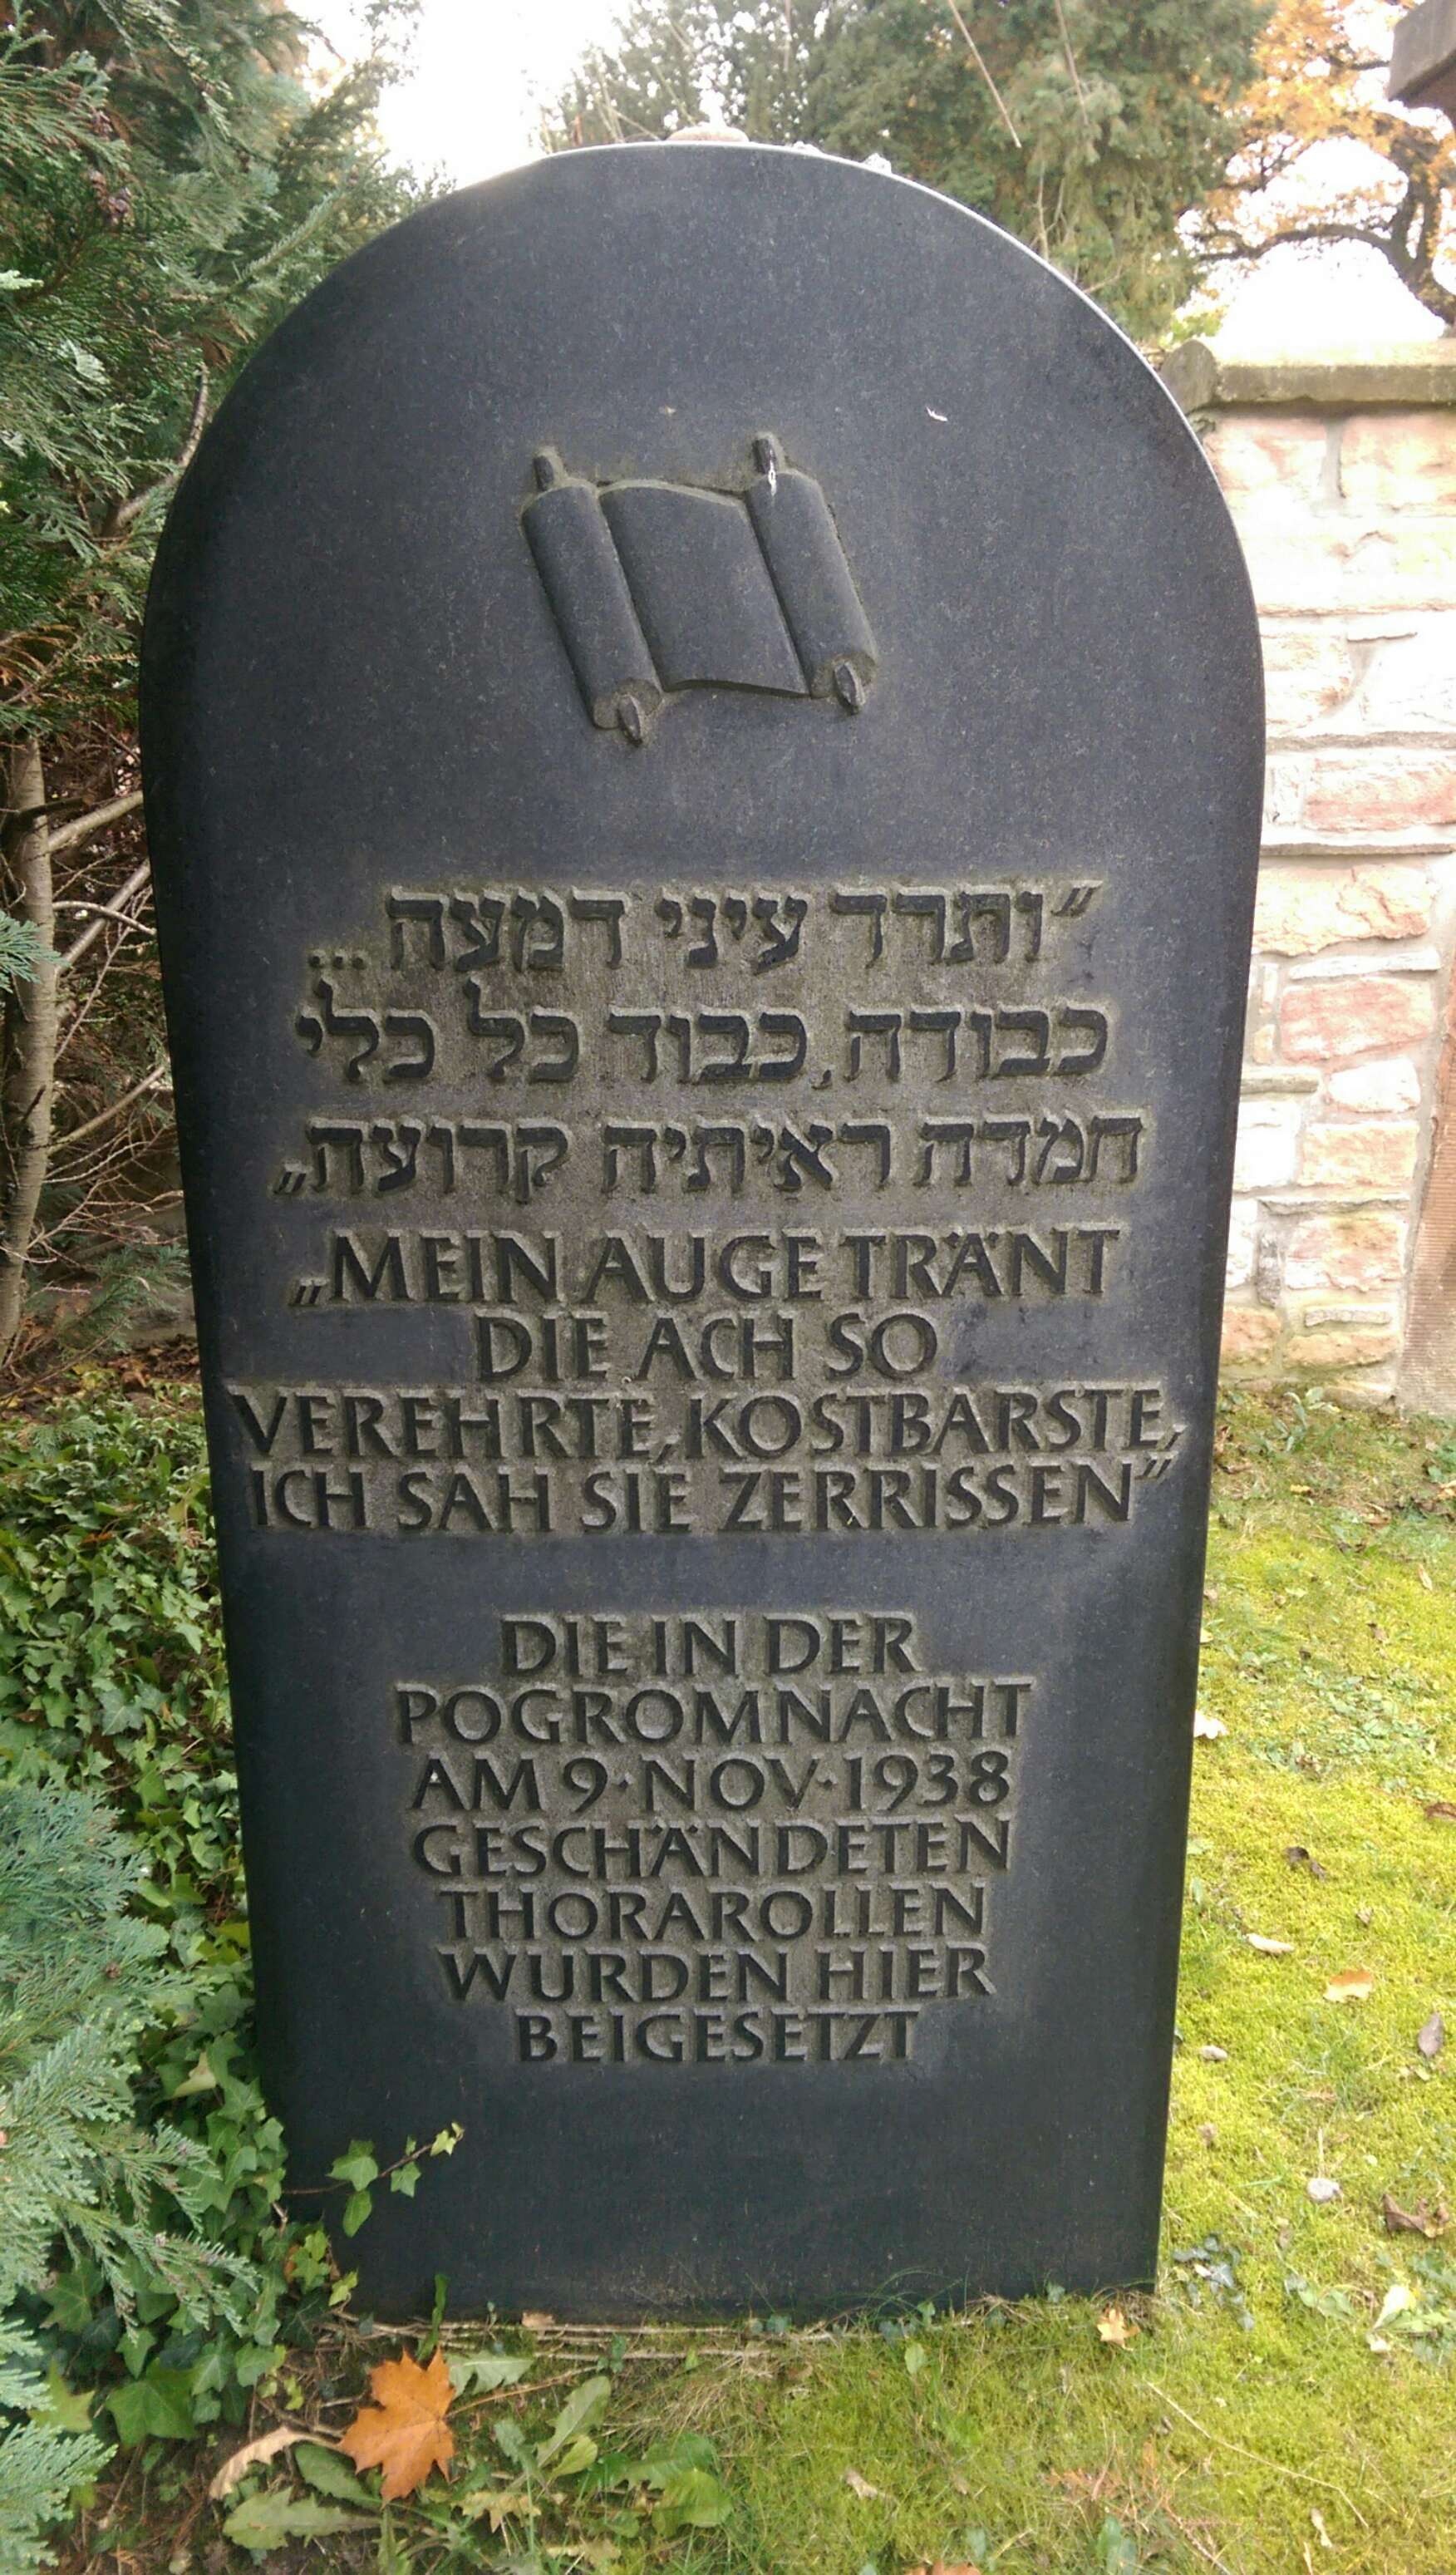 "ותרד עיני דמעה...
כבודה, כבוד כל כלי
חמדה ראיתיה קרועה„
„MEIN AUGE TRÄNT
DIE ACH SO
VEREHRTE, KOSTBARSTE,
ICH SAH SIE ZERRISSEN"
DIE IN DER
POGROMNACHT
AM 9·NOV·1938
GESCHÄNDETEN
THORAROLLEN
WURDEN HIER
BEIGESETZT